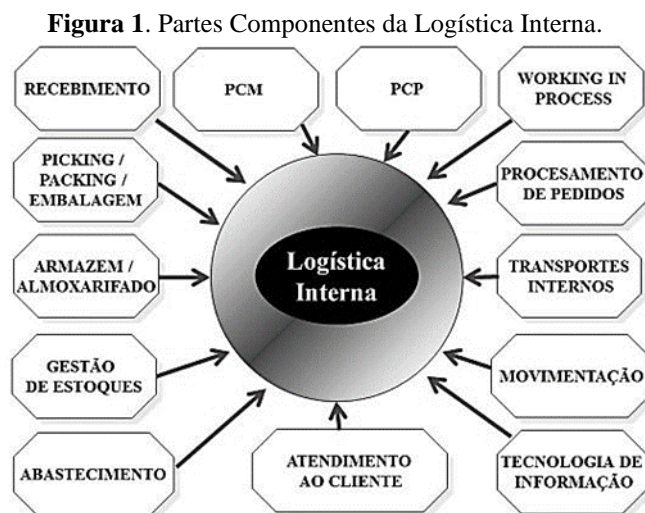 Figura 1. Partes Componentes da Logística Interna.
RECEBIMENTO
PCM
PCP
WORKING IN
PROCESS
PICKING /
PACKING /
EMBALAGEM
PROCESAMENTO
DE PEDIDOS
ARMAZEM /
ALMOXARIFADO
Logística
Interna
TRANSPORTES
INTERNOS
GESTÃO
DE ESTOQUES
MOVIMENTAÇÃO
ABASTECIMENTO
ATENDIMENTO
AO CLIENTE
TECNOLOGIA DE
INFORMAÇÃO